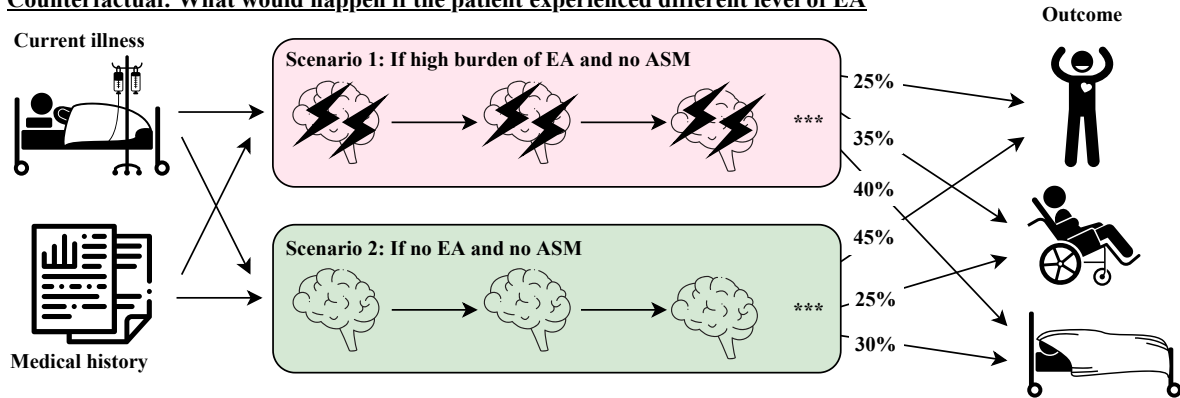 Counterfactual: What would happen if the patient experienced different level of EA
Outcome
Current illness
Scenario 1: If high burden of EA and no ASM
***
25%
35%
40%
Scenario 2: If no EA and no ASM
***
45%
25%
30%
Medical history